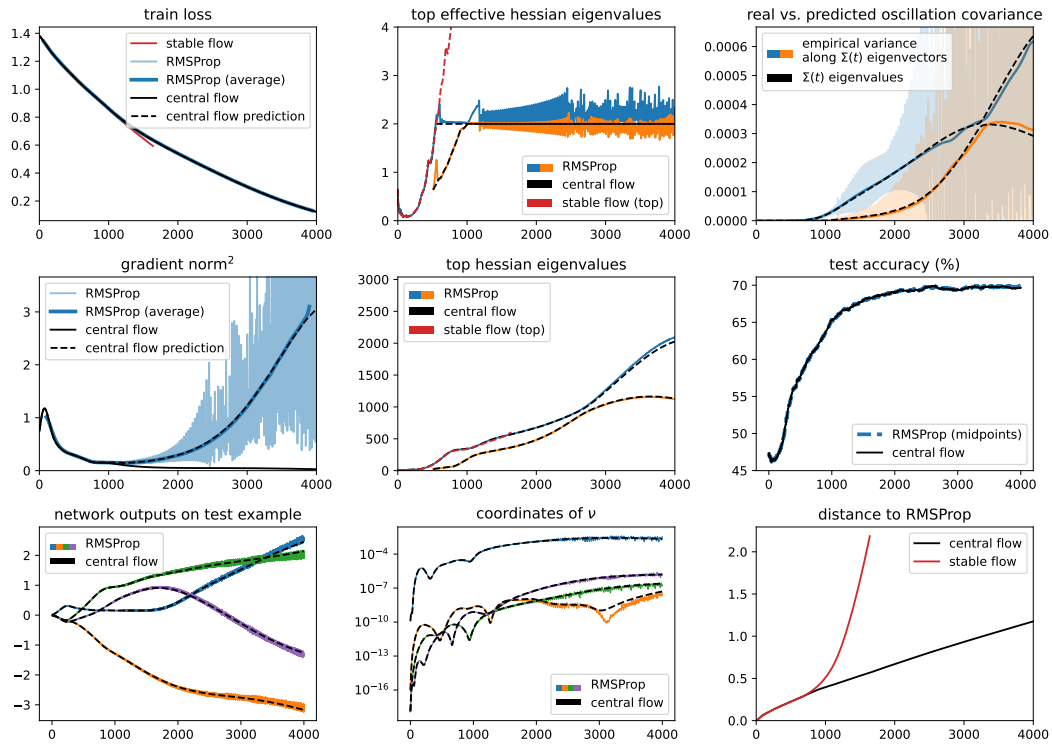 train loss
1.4
1.2
1.0
0.8
0.6
0.4
0.2
0
1000
2000
3000
4000
stable flow
RMSProp
RMSProp (average)
central flow
central flow prediction
top effective hessian eigenvalues
4
3
2
1
0
0
1000
2000
3000
4000
RMSProp
central flow
stable flow (top)
real vs. predicted oscillation covariance
0.0006
0.0005
0.0004
0.0003
0.0002
0.0001
0.0000
0
1000
2000
3000
4000
empirical variance
along Σ(t) eigenvectors
Σ(t) eigenvalues
gradient norm²
3
2
1
0
0
1000
2000
3000
4000
RMSProp
RMSProp (average)
central flow
central flow prediction
top hessian eigenvalues
3000
2500
2000
1500
1000
500
0
0
1000
2000
3000
4000
RMSProp
central flow
stable flow (top)
test accuracy (%)
70
65
60
55
50
45
0
1000
2000
3000
4000
RMSProp (midpoints)
central flow
network outputs on test example
2
1
0
−1
−2
−3
0
1000
2000
3000
4000
RMSProp
central flow
coordinates of ν
10⁻⁴
10⁻⁷
10⁻¹⁰
10⁻¹³
10⁻¹⁶
0
1000
2000
3000
4000
RMSProp
central flow
distance to RMSProp
2.0
1.5
1.0
0.5
0.0
0
1000
2000
3000
4000
central flow
stable flow